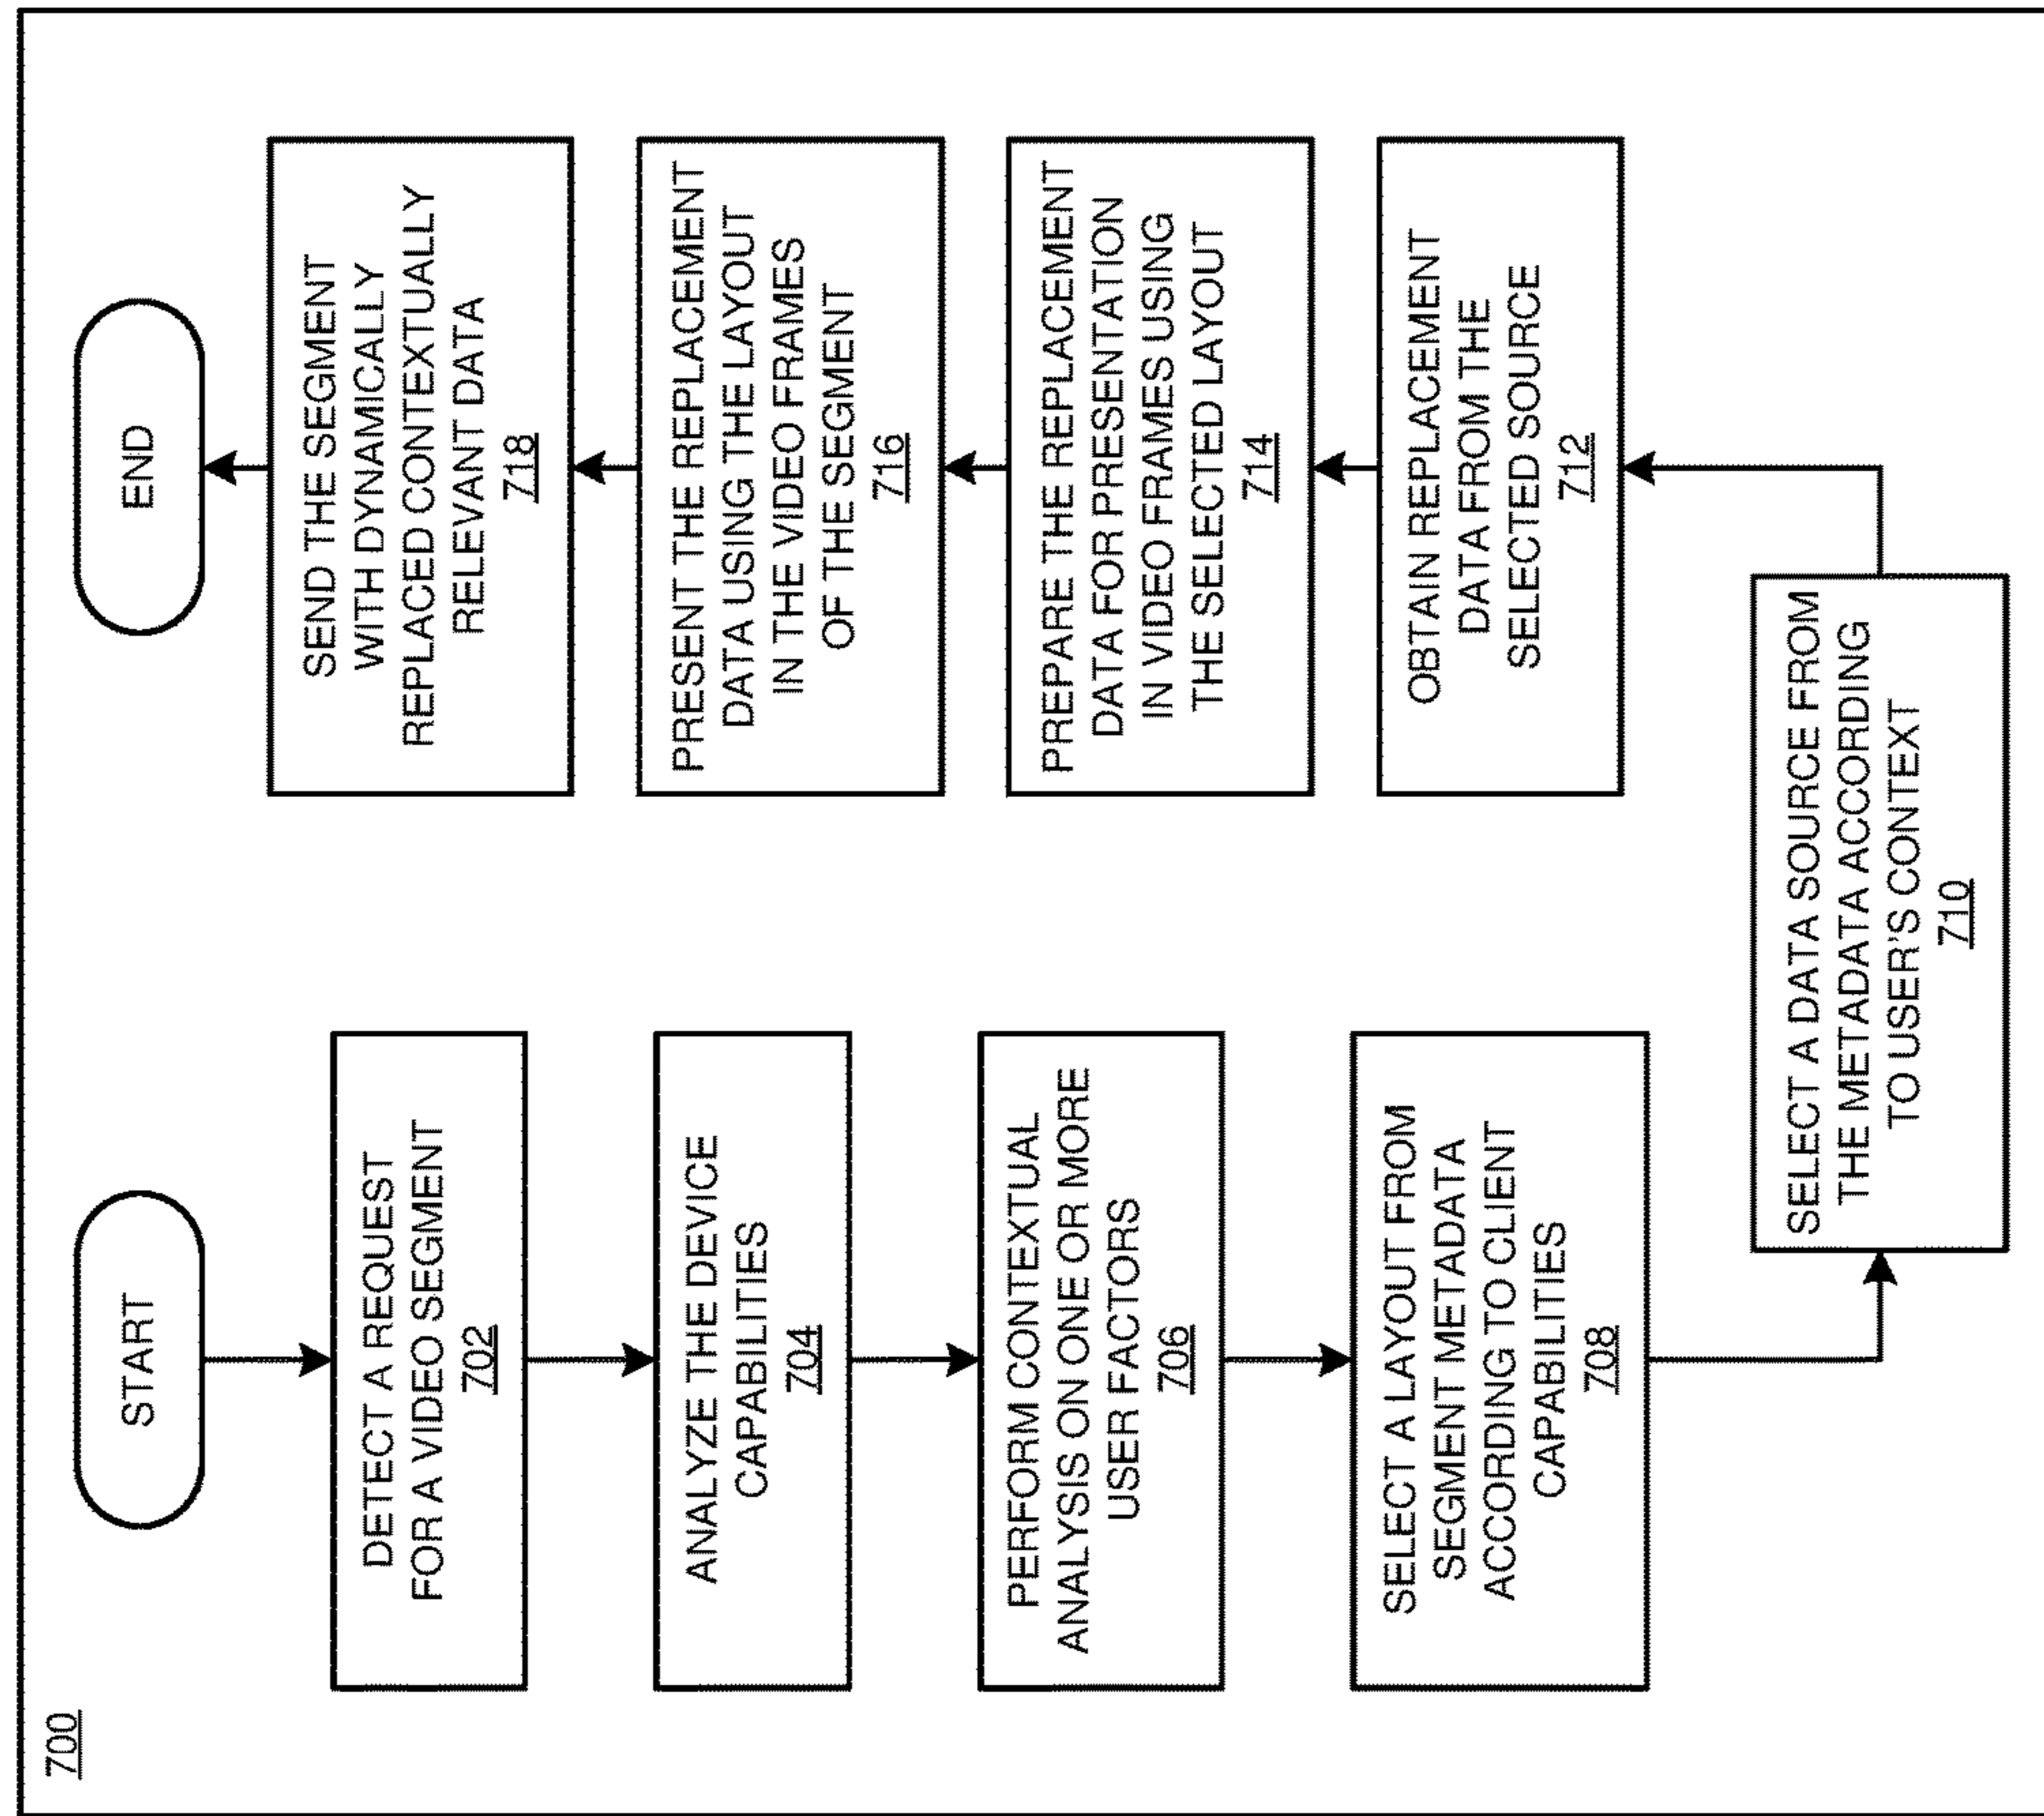 700
START
DETECT A REQUEST
FOR A VIDEO SEGMENT
702
ANALYZE THE DEVICE
CAPABILITIES
704
PERFORM CONTEXTUAL
ANALYSIS ON ONE OR MORE
USER FACTORS
706
SELECT A LAYOUT FROM
SEGMENT METADATA
ACCORDING TO CLIENT
CAPABILITIES
708
SELECT A DATA SOURCE FROM
THE METADATA ACCORDING
TO USER'S CONTEXT
710
OBTAIN REPLACEMENT
DATA FROM THE
SELECTED SOURCE
712
PREPARE THE REPLACEMENT
DATA FOR PRESENTATION
IN VIDEO FRAMES USING
THE SELECTED LAYOUT
714
PRESENT THE REPLACEMENT
DATA USING THE LAYOUT
IN THE VIDEO FRAMES
OF THE SEGMENT
716
SEND THE SEGMENT
WITH DYNAMICALLY
REPLACED CONTEXTUALLY
RELEVANT DATA
718
END